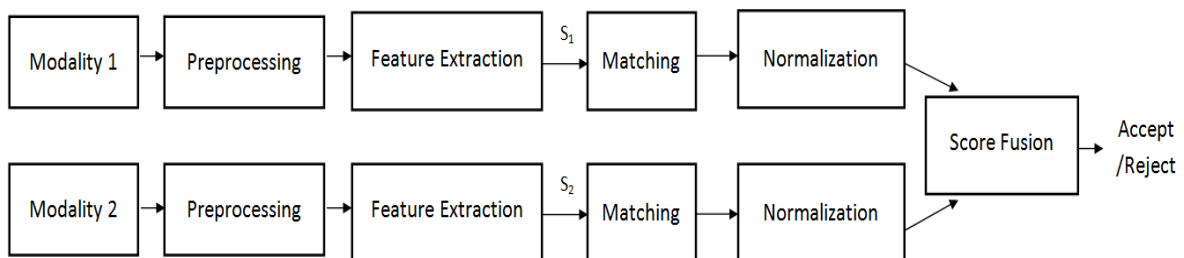 Modality 1
Preprocessing
Feature Extraction
S₁
Matching
Normalization
Score Fusion
Accept
/Reject
Modality 2
Preprocessing
Feature Extraction
S₂
Matching
Normalization